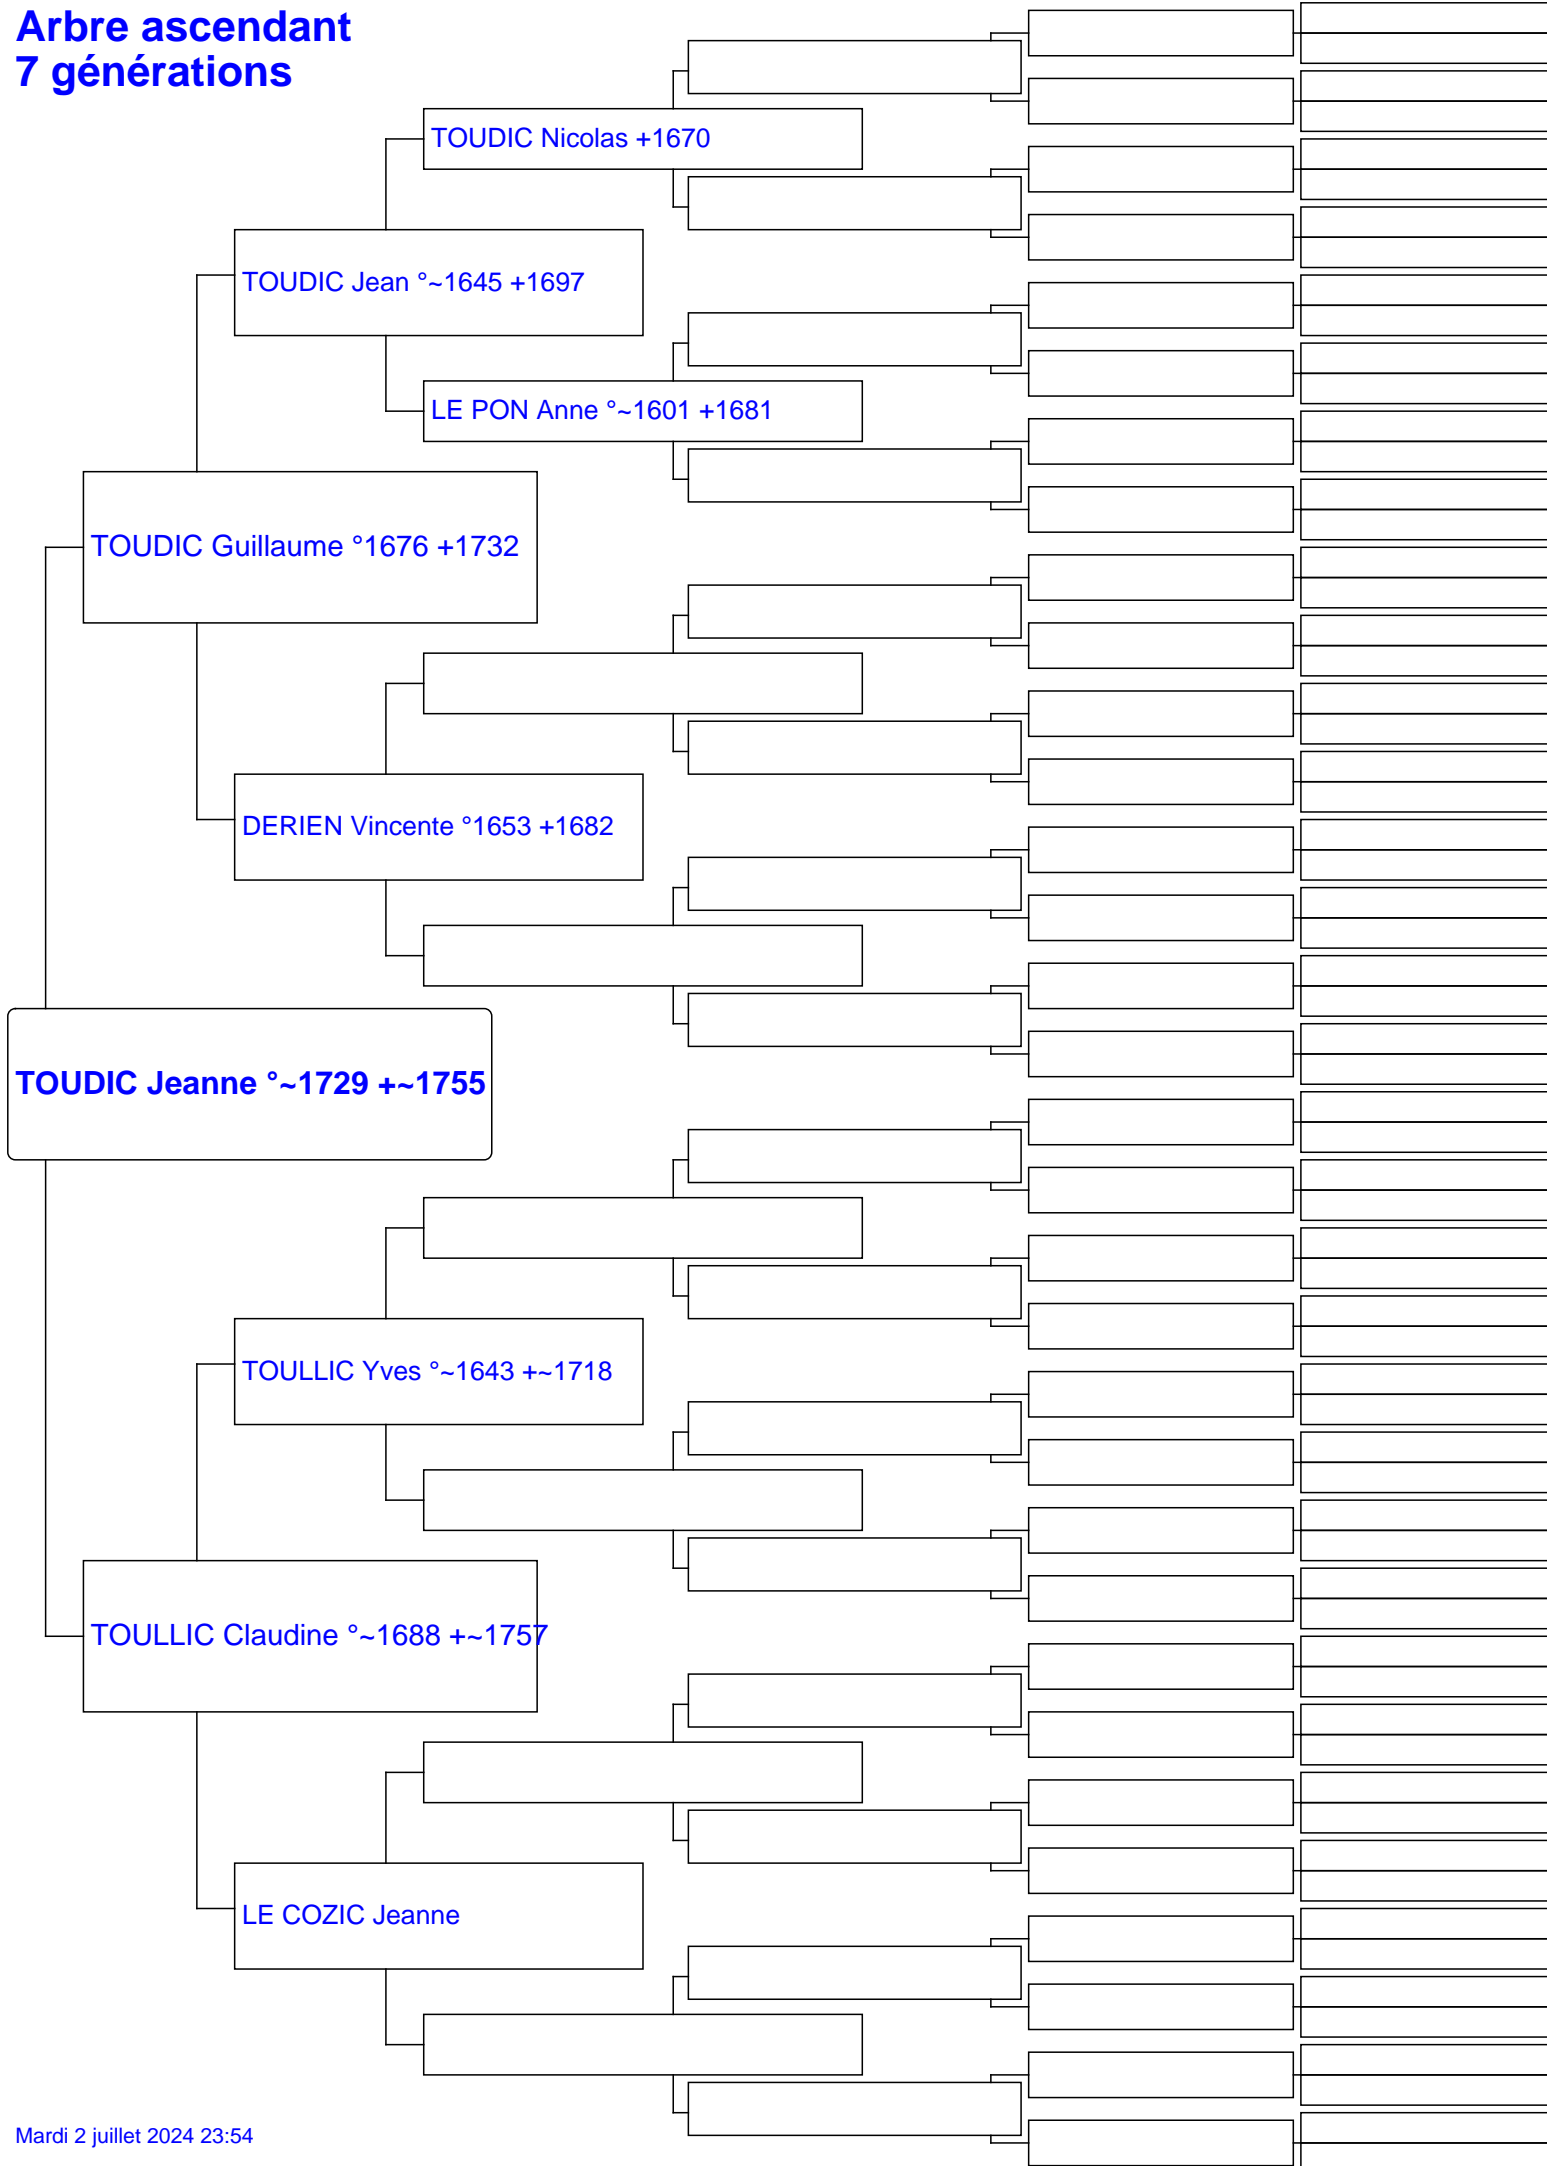 Arbre ascendant
7 générations
TOUDIC Nicolas +1670
TOUDIC Jean °~1645 +1697
LE PON Anne °~1601 +1681
TOUDIC Guillaume °1676 +1732
DERIEN Vincente °1653 +1682
TOUDIC Jeanne °~1729 +~1755
TOULLIC Yves °~1643 +~1718
TOULLIC Claudine °~1688 +~1757
LE COZIC Jeanne
Mardi 2 juillet 2024 23:54